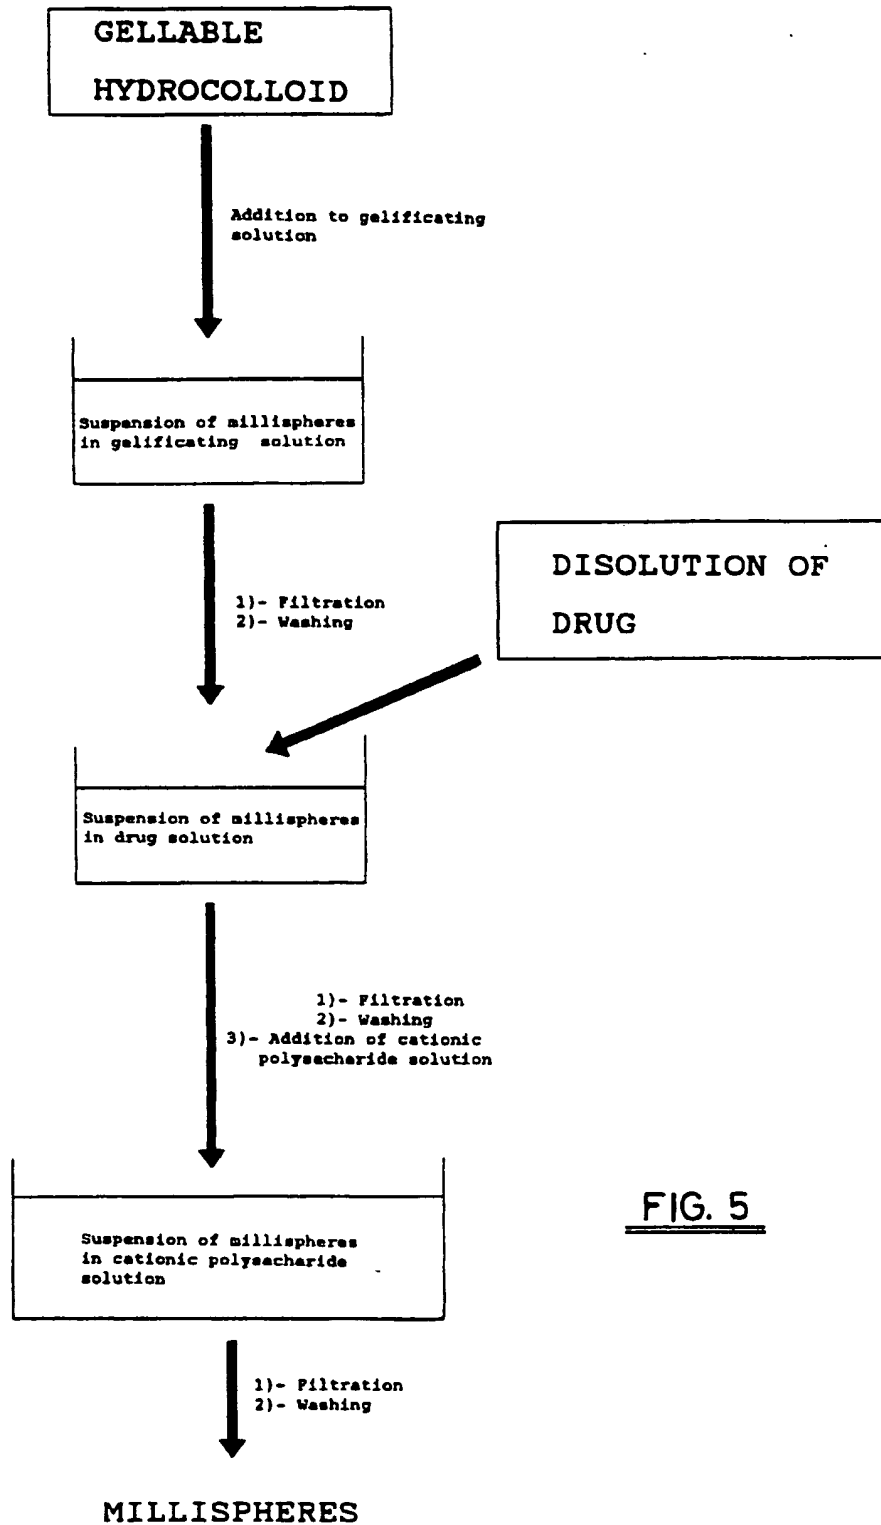 GELLABLE
HYDROCOLLOID
Addition to gelificating
solution
Suspension of millispheres
in gelificating solution
1)- Filtration
2)- Washing
DISOLUTION OF
DRUG
Suspension of millispheres
in drug solution
1)- Filtration
2)- Washing
3)- Addition of cationic
polysacharide solution
Suspension of millispheres
in cationic polysacharide
solution
FIG. 5
1)- Filtration
2)- Washing
MILLISPHERES